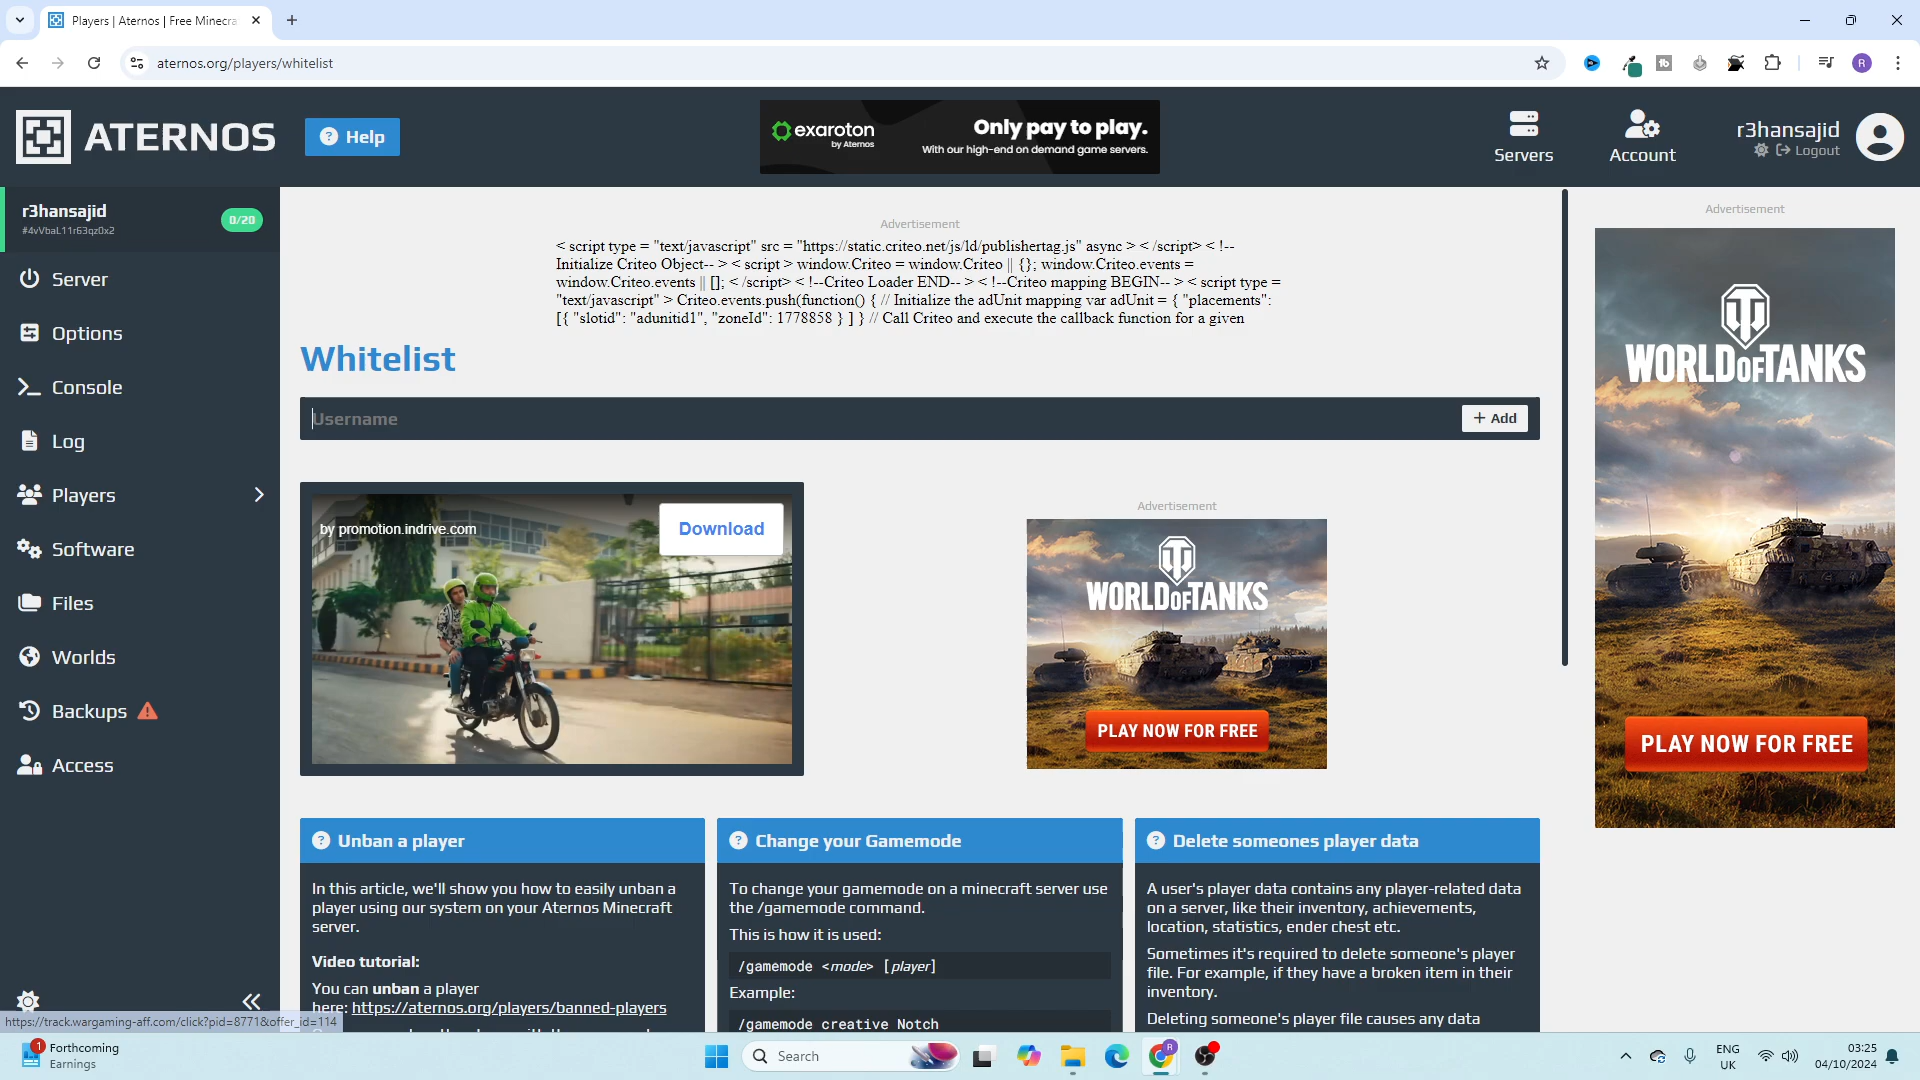 Players | Aternos | Free Minecra
aternos.org/players/whitelist
R
ATERNOS
Help
exaroton
by Aternos
Only pay to play.
With our high-end on demand game servers.
Servers
Account
r3hansajid
Logout
r3hansajid
#4vVbaL11r63qz0x2
0/20
Server
Options
Console
Log
Players
Software
Files
Worlds
Backups
Access
Advertisement
< script type = "text/javascript" src = "https://static.criteo.net/js/ld/publishertag.js" async > < /script> < !--
Initialize Criteo Object-- > < script > window.Criteo = window.Criteo || {}; window.Criteo.events =
window.Criteo.events || []; < /script> < !--Criteo Loader END-- > < !--Criteo mapping BEGIN-- > < script type =
"text/javascript" > Criteo.events.push(function() { // Initialize the adUnit mapping var adUnit = { "placements":
[{ "slotid": "adunitid1", "zoneId": 1778858 } ] } // Call Criteo and execute the callback function for a given
Whitelist
Username
+ Add
by promotion.indrive.com
Download
Advertisement
WORLD OF TANKS
PLAY NOW FOR FREE
Advertisement
WORLD OF TANKS
PLAY NOW FOR FREE
Unban a player
In this article, we'll show you how to easily unban a
player using our system on your Aternos Minecraft
server.
Video tutorial:
You can unban a player
here: https://aternos.org/players/banned-players
Change your Gamemode
To change your gamemode on a minecraft server use
the /gamemode command.
This is how it is used:
/gamemode <mode> [player]
Example:
/gamemode creative Notch
Delete someones player data
A user's player data contains any player-related data
on a server, like their inventory, achievements,
location, statistics, ender chest etc.
Sometimes it's required to delete someone's player
file. For example, if they have a broken item in their
inventory.
Deleting someone's player file causes any data
https://track.wargaming-aff.com/click?pid=8771&offer_id=114
1
Forthcoming
Earnings
Search
R
ENG
UK
03:25
04/10/2024